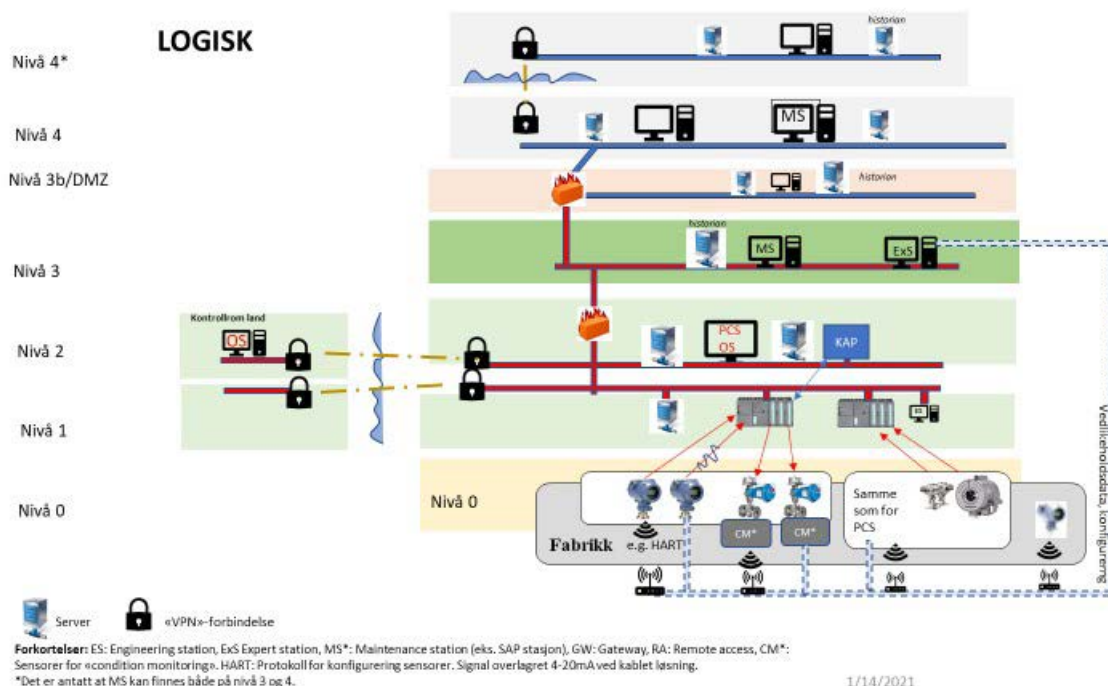 LOGISK
Nivå 4*
historian
Nivå 4
MS
Nivå 3b/DMZ
historian
historian
MS
ExS
Nivå 3
Kontrollrom land
OS
PCS
OS
KAP
Nivå 2
ES
Nivå 1
Nivå 0
Nivå 0
Samme
som for
PCS
CM*
CM*
Fabrikk
e.g. HART
Vedlikeholdsdata, konfigurerng
Server
«VPN»-forbindelse
Forkortelser: ES: Engineering station, ExS Expert station, MS*: Maintenance station (eks. SAP stasjon), GW: Gateway, RA: Remote access, CM*:
Sensorer for «condition monitoring». HART: Protokoll for konfigurering sensorer. Signal overlagret 4-20mA ved kablet løsning.
*Det er antatt at MS kan finnes både på nivå 3 og 4.
1/14/2021